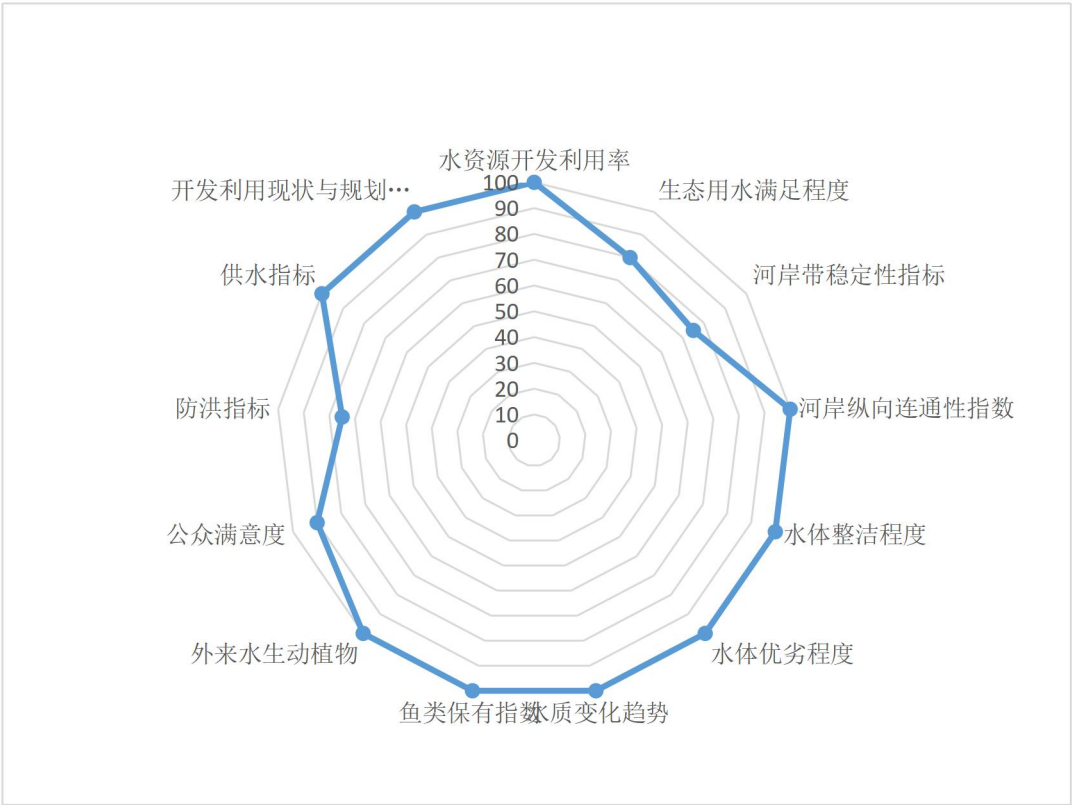 水资源开发利用率
开发利用现状与规划…
100
生态用水满足程度
90
80
70
供水指标
河岸带稳定性指标
60
50
40
30
防洪指标
20
河岸纵向连通性指数
10
0
公众满意度
水体整洁程度
外来水生动植物
水体优劣程度
鱼类保有指数
水质变化趋势